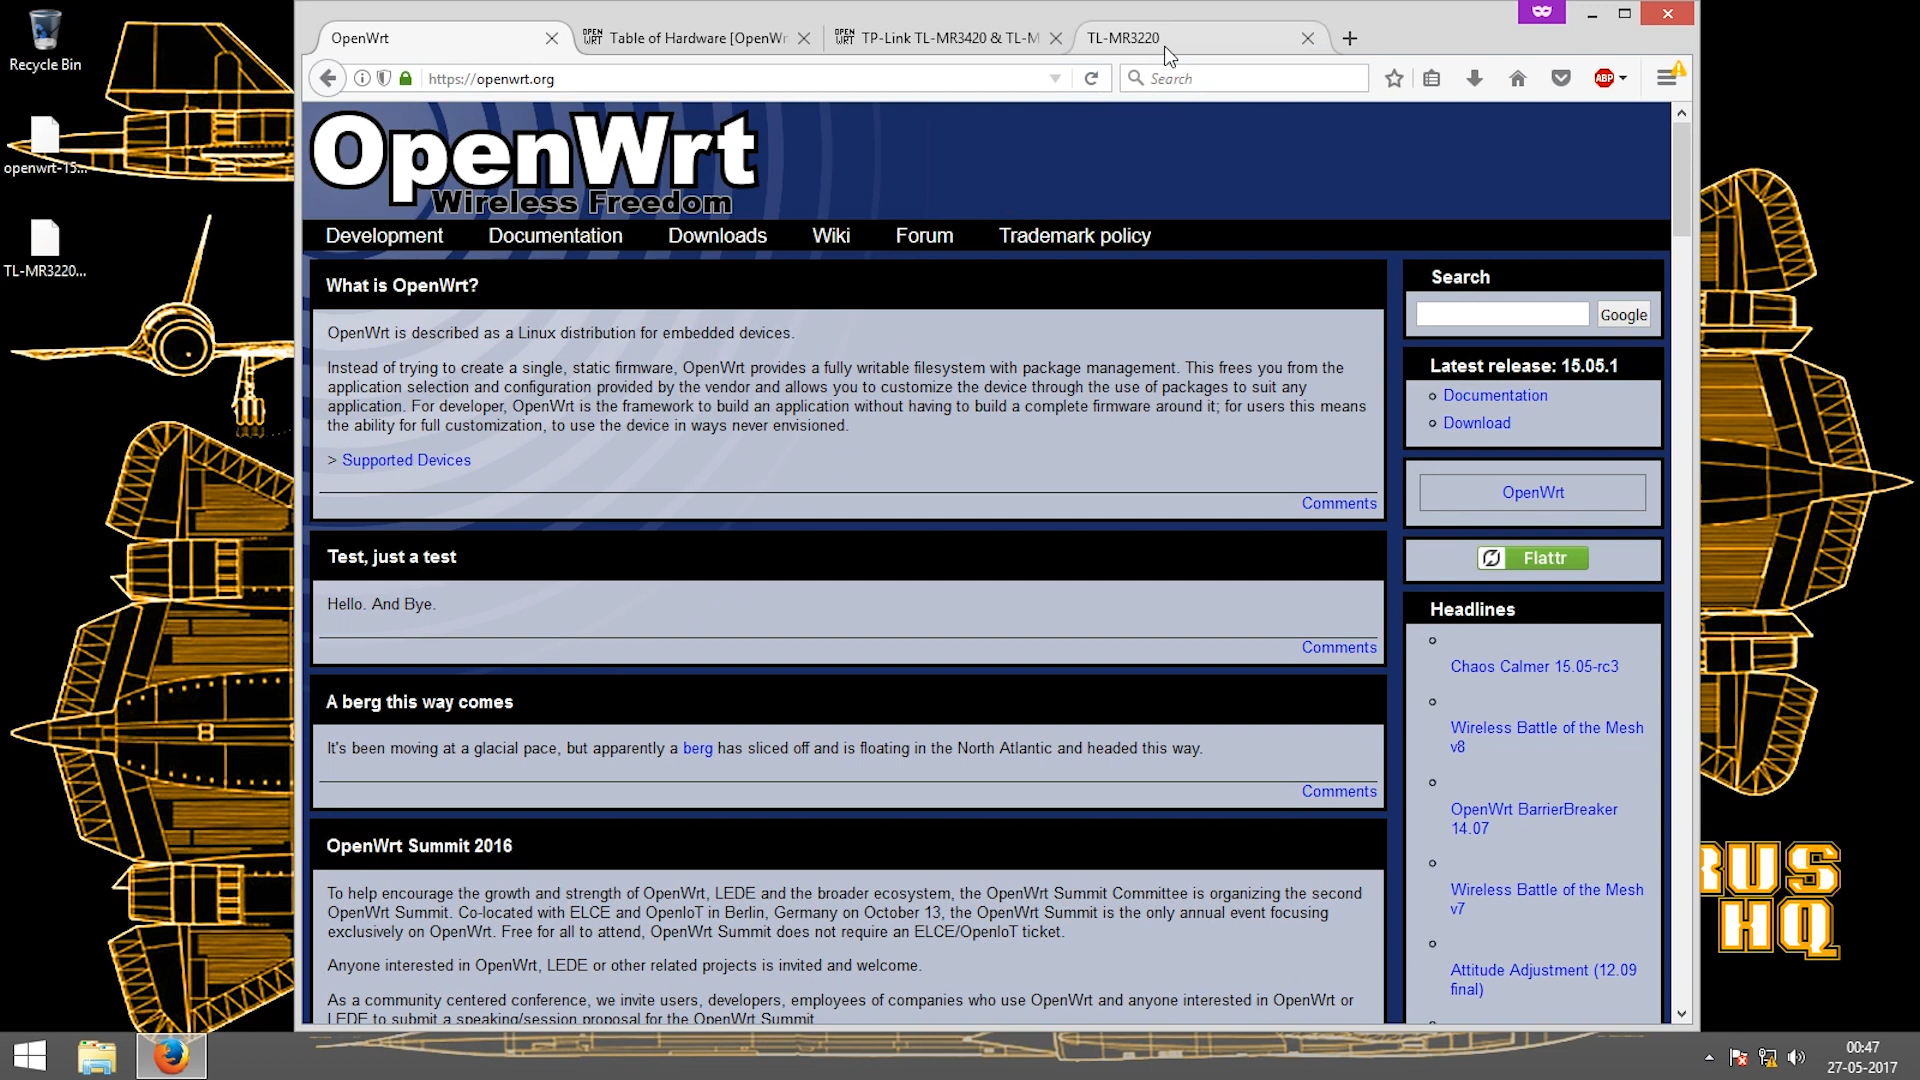 Recycle Bin
openwrt-15...
TL-MR3220...
OpenWrt
Table of Hardware [OpenWr
TP-Link TL-MR3420 & TL-M
TL-MR3220
https://openwrt.org
Search
ABP
OpenWrt
Wireless Freedom
Development Documentation Downloads Wiki Forum Trademark policy
What is OpenWrt?
OpenWrt is described as a Linux distribution for embedded devices.
Instead of trying to create a single, static firmware, OpenWrt provides a fully writable filesystem with package management. This frees you from the
application selection and configuration provided by the vendor and allows you to customize the device through the use of packages to suit any
application. For developer, OpenWrt is the framework to build an application without having to build a complete firmware around it; for users this means
the ability for full customization, to use the device in ways never envisioned.
> Supported Devices
Comments
Test, just a test
Hello. And Bye.
Comments
A berg this way comes
It's been moving at a glacial pace, but apparently a berg has sliced off and is floating in the North Atlantic and headed this way.
Comments
OpenWrt Summit 2016
To help encourage the growth and strength of OpenWrt, LEDE and the broader ecosystem, the OpenWrt Summit Committee is organizing the second
OpenWrt Summit. Co-located with ELCE and OpenIoT in Berlin, Germany on October 13, the OpenWrt Summit is the only annual event focusing
exclusively on OpenWrt. Free for all to attend, OpenWrt Summit does not require an ELCE/OpenIoT ticket.
Anyone interested in OpenWrt, LEDE or other related projects is invited and welcome.
As a community centered conference, we invite users, developers, employees of companies who use OpenWrt and anyone interested in OpenWrt or
LEDE to submit a speaking/session proposal for the OpenWrt Summit
Search
Google
Latest release: 15.05.1
Documentation
Download
OpenWrt
Flattr
Headlines
Chaos Calmer 15.05-rc3
Wireless Battle of the Mesh
v8
OpenWrt BarrierBreaker
14.07
Wireless Battle of the Mesh
v7
Attitude Adjustment (12.09
final)
RUS
HQ
00:47
27-05-2017